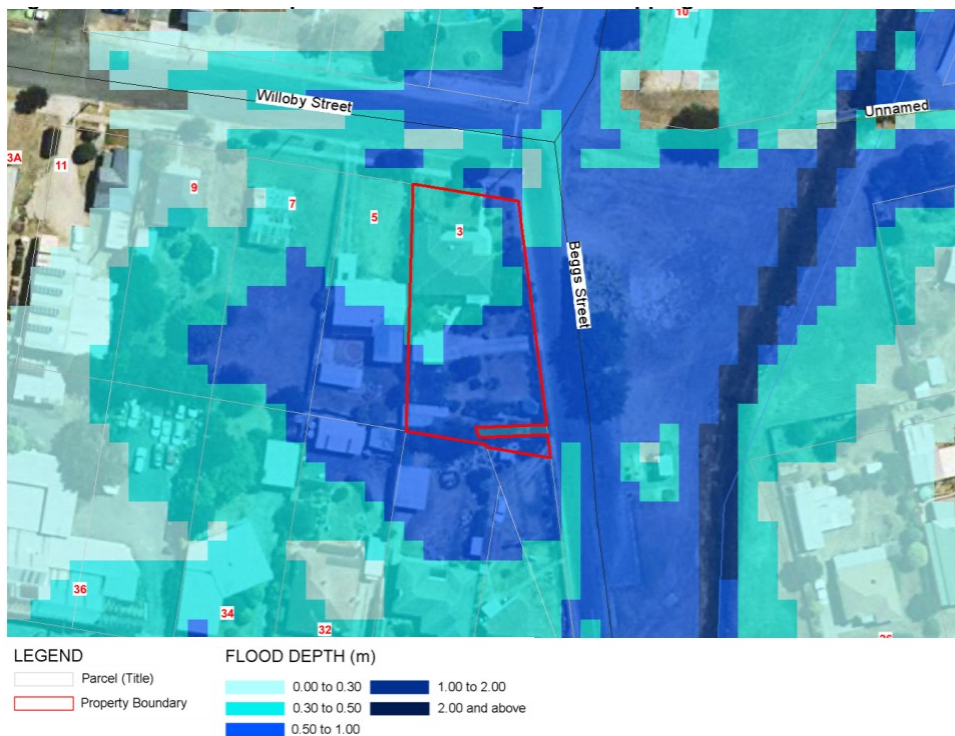 10
Willoby Street
Unnamed
3A
11
9
7
5
3
Beggs Street
36
34
32
LEGEND
Parcel (Title)
Property Boundary
FLOOD DEPTH (m)
0.00 to 0.30
0.30 to 0.50
0.50 to 1.00
1.00 to 2.00
2.00 and above